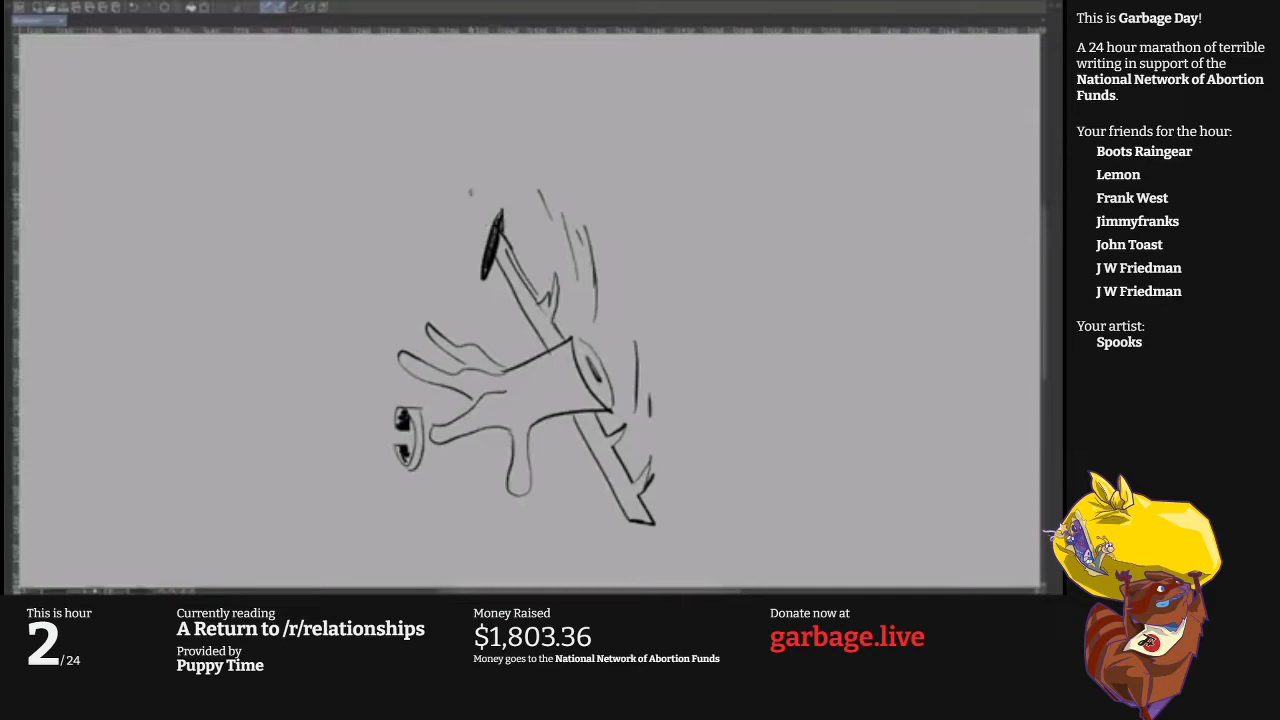 This is Garbage Day!
A 24 hour marathon of terrible
writing in support of the
National Network of Abortion
Funds.
Your friends for the hour:
Boots Raingear
Lemon
Frank West
Jimmyfranks
John Toast
J W Friedman
J W Friedman
Your artist:
Spooks
This is hour
2/24
Currently reading
A Return to /r/relationships
Provided by
Puppy Time
Money Raised
$1,803.36
Money goes to the National Network of Abortion Funds
Donate now at
garbage.live